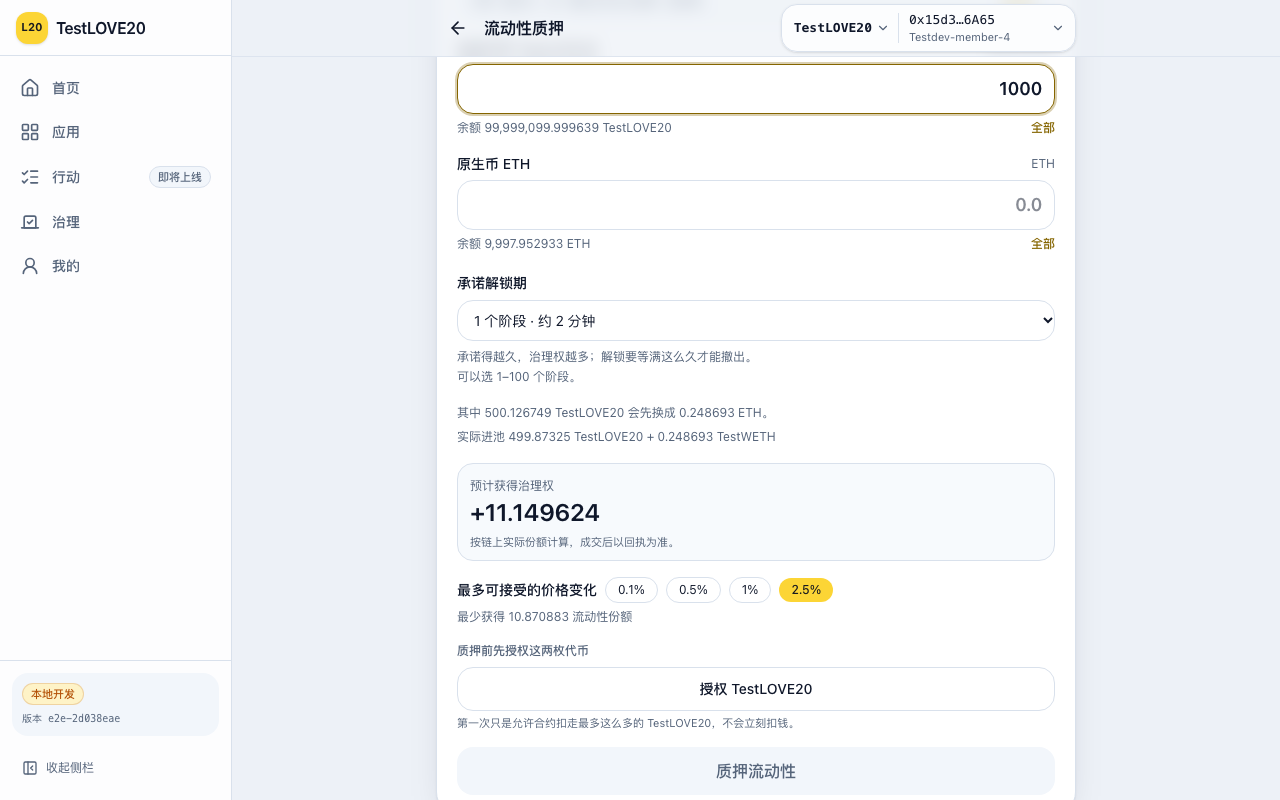 L20 TestLOVE20
首页
应用
行动 即将上线
治理
我的
本地开发
版本 e2e-2d038eae
收起侧栏
流动性质押
TestLOVE20
0x15d3…6A65
Testdev-member-4
1000
余额 99,999,099.999639 TestLOVE20 全部
原生币 ETH ETH
0.0
余额 9,997.952933 ETH 全部
承诺解锁期
1 个阶段 · 约 2 分钟
承诺得越久，治理权越多；解锁要等满这么久才能撤出。
可以选 1–100 个阶段。
其中 500.126749 TestLOVE20 会先换成 0.248693 ETH。
实际进池 499.87325 TestLOVE20 + 0.248693 TestWETH
预计获得治理权
+11.149624
按链上实际份额计算，成交后以回执为准。
最多可接受的价格变化 0.1% 0.5% 1% 2.5%
最少获得 10.870883 流动性份额
质押前先授权这两枚代币
授权 TestLOVE20
第一次只是允许合约扣走最多这么多的 TestLOVE20，不会立刻扣钱。
质押流动性